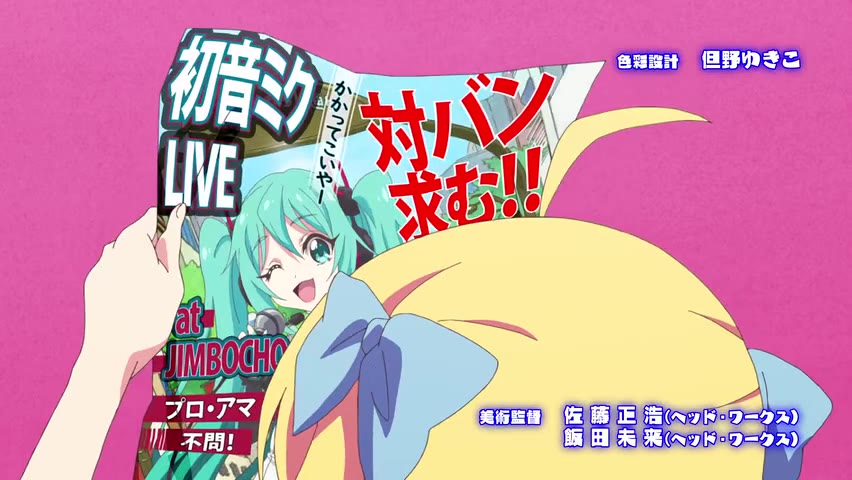 色彩設計 但野ゆきこ
初音ミク
LIVE
かかってこいやー
対バン
求む!!
at
JIMBOCHO
プロ・アマ
不問!
美術監督 佐藤正浩(ヘッド・ワークス)
飯田未来(ヘッド・ワークス)